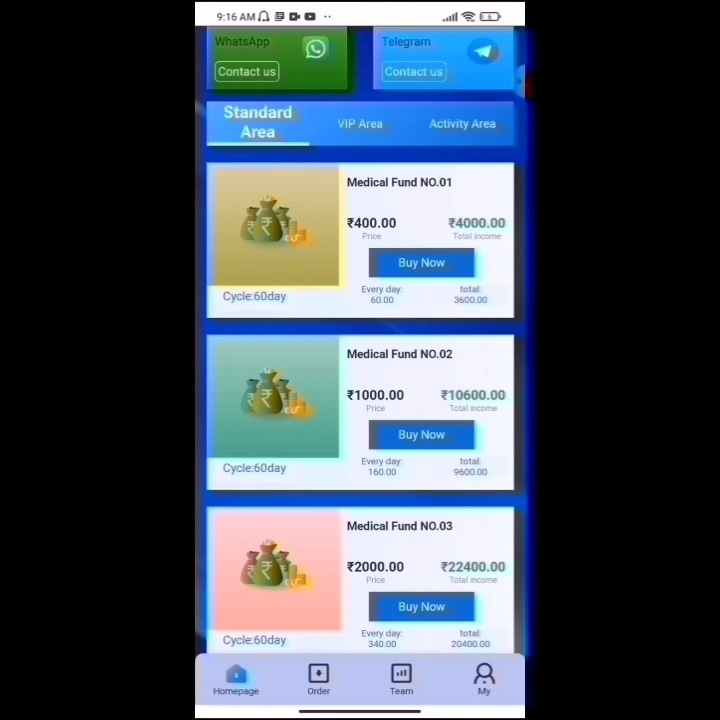 9:16 AM
6
WhatsApp
Contact us
Telegram
Contact us
Standard
Area
VIP Area
Activity Area
Medical Fund NO.01
₹400.00
₹4000.00
Price
Total income
Buy Now
Cycle:60day
Every day:
60.00
total:
3600.00
Medical Fund NO.02
₹1000.00
₹10600.00
Price
Total income
Buy Now
Cycle:60day
Every day:
160.00
total:
9600.00
Medical Fund NO.03
₹2000.00
₹22400.00
Price
Total income
Buy Now
Cycle:60day
Every day:
340.00
total:
20400.00
Homepage
Order
Team
My